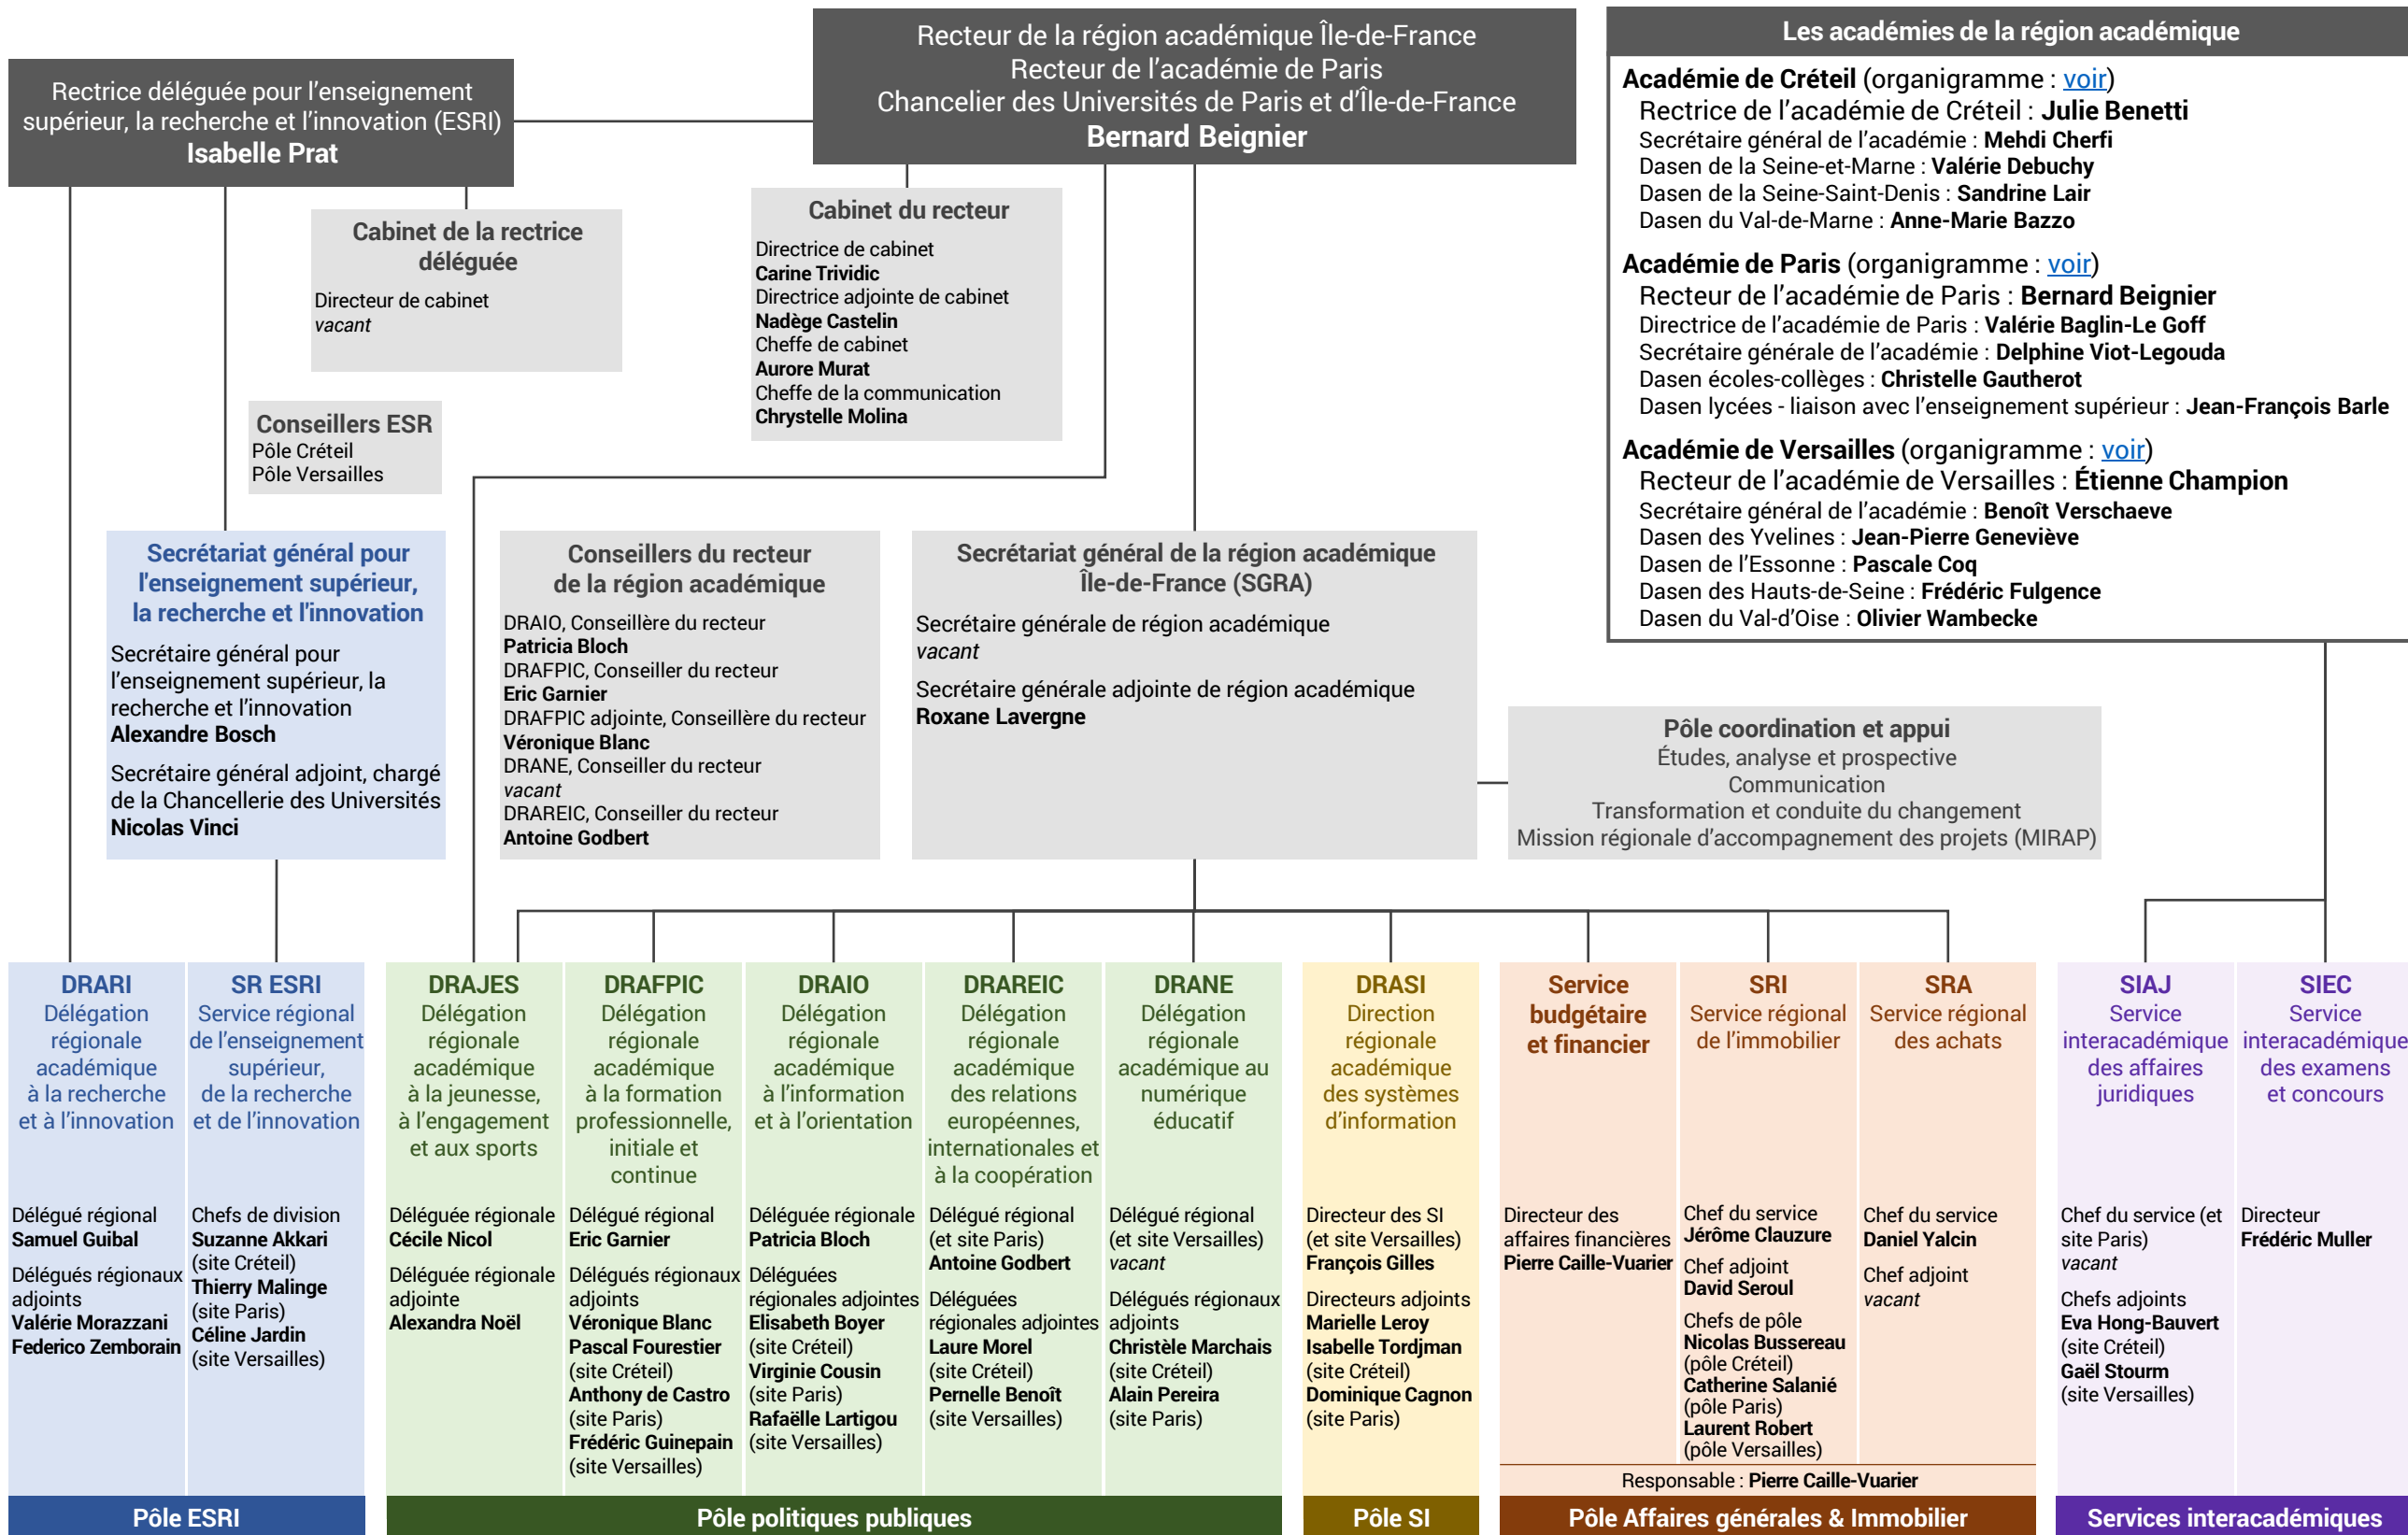 Recteur de la région académique Île-de-France
Recteur de l'académie de Paris
Chancelier des Universités de Paris et d'Île-de-France
Bernard Beignier
Rectrice déléguée pour l'enseignement
supérieur, la recherche et l'innovation (ESRI)
Isabelle Prat
Les académies de la région académique
Académie de Créteil (organigramme : voir)
Rectrice de l'académie de Créteil : Julie Benetti
Secrétaire général de l'académie : Mehdi Cherfi
Dasen de la Seine-et-Marne : Valérie Debuchy
Dasen de la Seine-Saint-Denis : Sandrine Lair
Dasen du Val-de-Marne : Anne-Marie Bazzo
Académie de Paris (organigramme : voir)
Recteur de l'académie de Paris : Bernard Beignier
Directrice de l'académie de Paris : Valérie Baglin-Le Goff
Secrétaire générale de l'académie : Delphine Viot-Legouda
Dasen écoles-collèges : Christelle Gautherot
Dasen lycées - liaison avec l'enseignement supérieur : Jean-François Barle
Académie de Versailles (organigramme : voir)
Recteur de l'académie de Versailles : Étienne Champion
Secrétaire général de l'académie : Benoît Verschaeve
Dasen des Yvelines : Jean-Pierre Geneviève
Dasen de l'Essonne : Pascale Coq
Dasen des Hauts-de-Seine : Frédéric Fulgence
Dasen du Val-d'Oise : Olivier Wambecke
Cabinet de la rectrice
déléguée
Directeur de cabinet
vacant
Cabinet du recteur
Directrice de cabinet
Carine Trividic
Directrice adjointe de cabinet
Nadège Castelin
Cheffe de cabinet
Aurore Murat
Cheffe de la communication
Chrystelle Molina
Conseillers ESR
Pôle Créteil
Pôle Versailles
Secrétariat général pour
l'enseignement supérieur,
la recherche et l'innovation
Secrétaire général pour
l'enseignement supérieur, la
recherche et l'innovation
Alexandre Bosch
Secrétaire général adjoint, chargé
de la Chancellerie des Universités
Nicolas Vinci
Conseillers du recteur
de la région académique
DRAIO, Conseillère du recteur
Patricia Bloch
DRAFPIC, Conseiller du recteur
Eric Garnier
DRAFPIC adjointe, Conseillère du recteur
Véronique Blanc
DRANE, Conseiller du recteur
vacant
DRAREIC, Conseiller du recteur
Antoine Godbert
Secrétariat général de la région académique
Île-de-France (SGRA)
Secrétaire générale de région académique
vacant
Secrétaire générale adjointe de région académique
Roxane Lavergne
Pôle coordination et appui
Études, analyse et prospective
Communication
Transformation et conduite du changement
Mission régionale d'accompagnement des projets (MIRAP)
DRARI
Délégation
régionale
académique
à la recherche
et à l'innovation
Délégué régional
Samuel Guibal
Délégués régionaux
adjoints
Valérie Morazzani
Federico Zemborain
SR ESRI
Service régional
de l'enseignement
supérieur,
de la recherche
et de l'innovation
Chefs de division
Suzanne Akkari
(site Créteil)
Thierry Malinge
(site Paris)
Céline Jardin
(site Versailles)
Pôle ESRI
DRAJES
Délégation
régionale
académique
à la jeunesse,
à l'engagement
et aux sports
Déléguée régionale
Cécile Nicol
Déléguée régionale
adjointe
Alexandra Noël
DRAFPIC
Délégation
régionale
académique
à la formation
professionnelle,
initiale et
continue
Délégué régional
Eric Garnier
Délégués régionaux
adjoints
Véronique Blanc
Pascal Fourestier
(site Créteil)
Anthony de Castro
(site Paris)
Frédéric Guinepain
(site Versailles)
DRAIO
Délégation
régionale
académique
à l'information
et à l'orientation
Déléguée régionale
Patricia Bloch
Déléguées
régionales adjointes
Elisabeth Boyer
(site Créteil)
Virginie Cousin
(site Paris)
Rafaëlle Lartigou
(site Versailles)
DRAREIC
Délégation
régionale
académique
des relations
européennes,
internationales et
à la coopération
Délégué régional
(et site Paris)
Antoine Godbert
Déléguées
régionales adjointes
Laure Morel
(site Créteil)
Pernelle Benoît
(site Versailles)
DRANE
Délégation
régionale
académique au
numérique
éducatif
Délégué régional
(et site Versailles)
vacant
Délégués régionaux
adjoints
Christèle Marchais
(site Créteil)
Alain Pereira
(site Paris)
Pôle politiques publiques
DRASI
Direction
régionale
académique
des systèmes
d'information
Directeur des SI
(et site Versailles)
François Gilles
Directeurs adjoints
Marielle Leroy
Isabelle Tordjman
(site Créteil)
Dominique Cagnon
(site Paris)
Pôle SI
Service
budgétaire
et financier
Directeur des
affaires financières
Pierre Caille-Vuarier
SRI
Service régional
de l'immobilier
Chef du service
Jérôme Clauzure
Chef adjoint
David Seroul
Chefs de pôle
Nicolas Bussereau
(pôle Créteil)
Catherine Salanié
(pôle Paris)
Laurent Robert
(pôle Versailles)
SRA
Service régional
des achats
Chef du service
Daniel Yalcin
Chef adjoint
vacant
Responsable : Pierre Caille-Vuarier
Pôle Affaires générales & Immobilier
SIAJ
Service
interacadémique
des affaires
juridiques
Chef du service (et
site Paris)
vacant
Chefs adjoints
Eva Hong-Bauvert
(site Créteil)
Gaël Stourm
(site Versailles)
SIEC
Service
interacadémique
des examens
et concours
Directeur
Frédéric Muller
Services interacadémiques